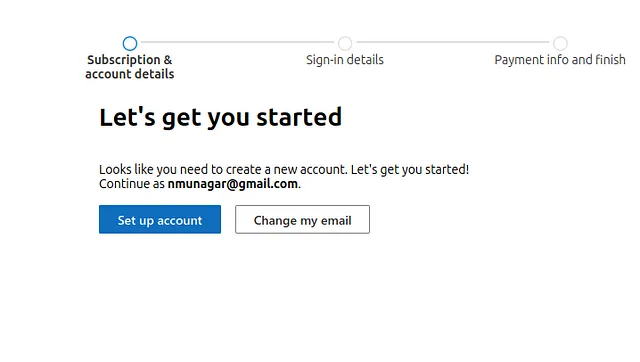 Subscription &
account details
Sign-in details
Payment info and finish
Let's get you started
Looks like you need to create a new account. Let's get you started!
Continue as nmunagar@gmail.com.
Set up account
Change my email